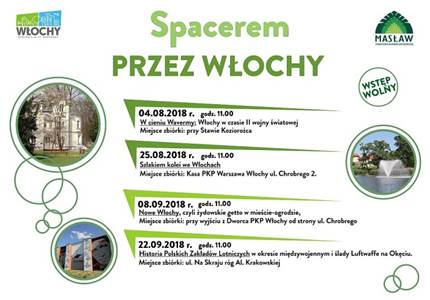 WŁOCHY
Spacerem
MASŁAW
PRZEZ WŁOCHY
WSTĘP
WOLNY
04.08.2018 r. godz. 11.00
W cieniu Wawermy: Włochy w czasie II wojny światowej
Miejsce zbiórki: przy Stawie Koziorożca
25.08.2018 r. godz. 11.00
Szlakiem kolei we Włochach
Miejsce zbiórki: Kasa PKP Warszawa Włochy ul. Chrobrego 2.
08.09.2018 r. godz. 11.00
Nowe Włochy, czyli żydowskie getto w mieście-ogrodzie,
Miejsce zbiórki: przy wyjściu z Dworca PKP Włochy od strony ul. Chrobrego
22.09.2018 r. godz. 11.00
Historia Polskich Zakładów Lotniczych w okresie międzywojennym i ślady Luftwaffe na Okęciu.
Miejsce zbiórki: ul. Na Skraju róg Al. Krakowskiej